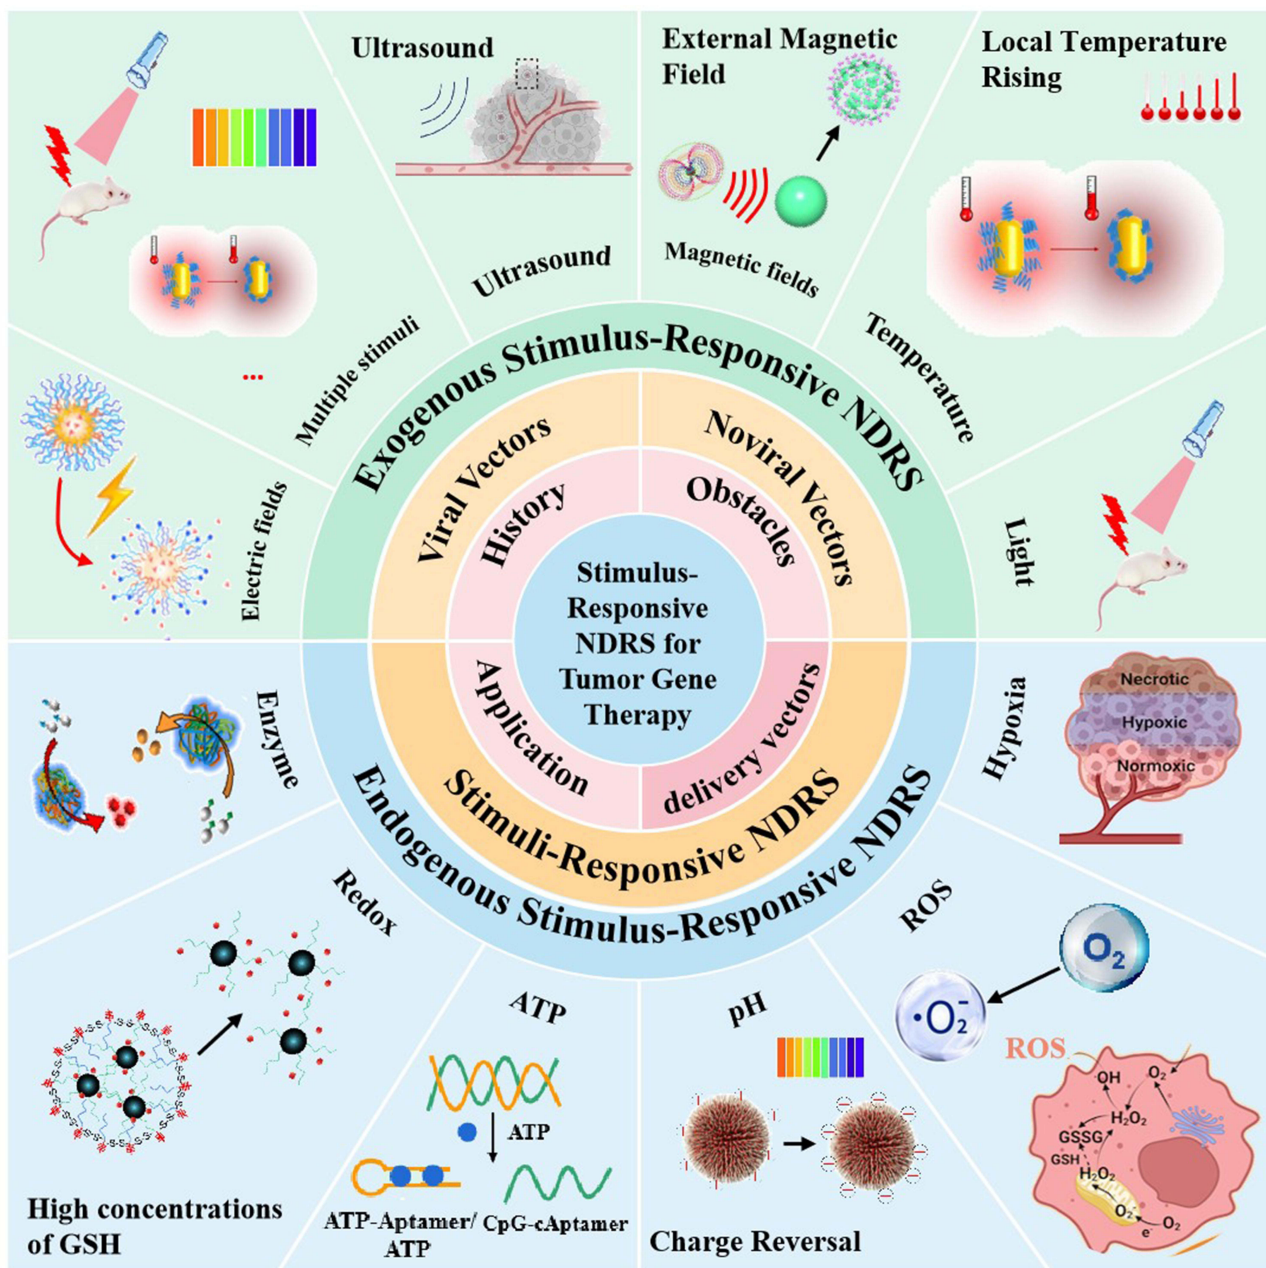 Ultrasound
External Magnetic
Field
Local Temperature
Rising
Multiple stimuli
Ultrasound
Magnetic fields
Temperature
Electric fields
Light
Exogenous Stimulus-Responsive NDRS
Viral Vectors
Noviral Vectors
History
Obstacles
Stimulus-
Responsive
NDRS for
Tumor Gene
Therapy
Application
delivery vectors
Stimuli-Responsive NDRS
Endogenous Stimulus-Responsive NDRS
Enzyme
Hypoxia
Necrotic
Hypoxic
Normoxic
Redox
High concentrations
of GSH
ATP
ATP
ATP-Aptamer/
ATP
CpG-cAptamer
pH
Charge Reversal
ROS
O₂
·O₂⁻
ROS
OH
O₂
H₂O₂
GSSG
GSH
H₂O₂
O₂⁻
O₂
e⁻